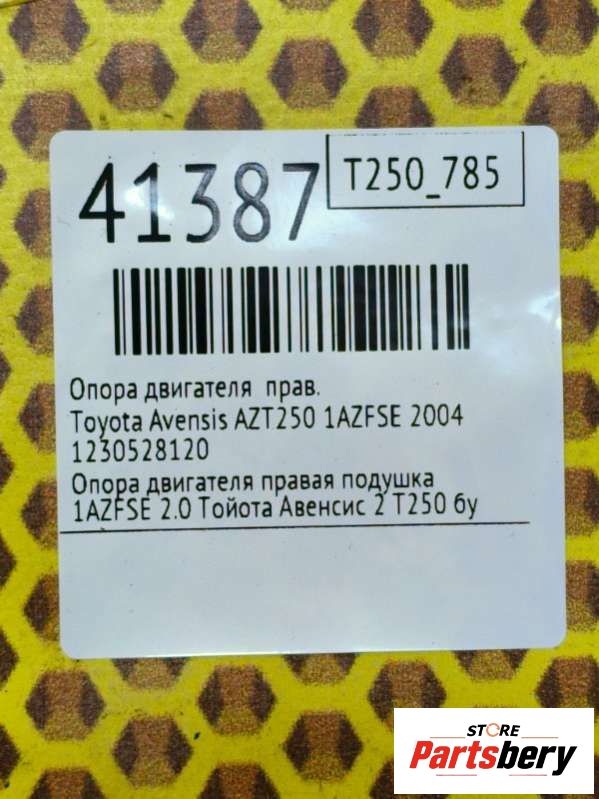 41387
T250_785
Опора двигателя прав.
Toyota Avensis AZT250 1AZFSE 2004
1230528120
Опора двигателя правая подушка
1AZFSE 2.0 Тойота Авенсис 2 T250 бу
STORE
Partsbery